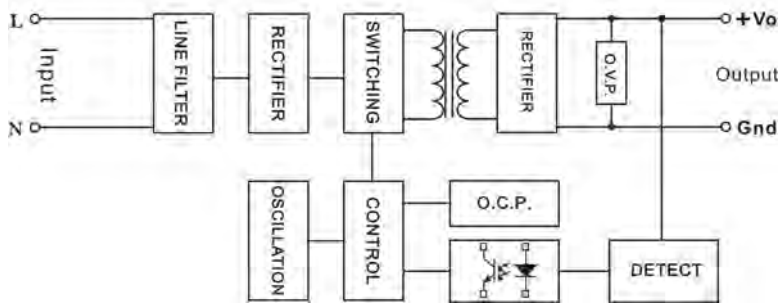 L
N
Input
LINE FILTER
RECTIFIER
SWITCHING
RECTIFIER
O.V.P.
+Vo
Output
Gnd
OSCILLATION
CONTROL
O.C.P.
DETECT